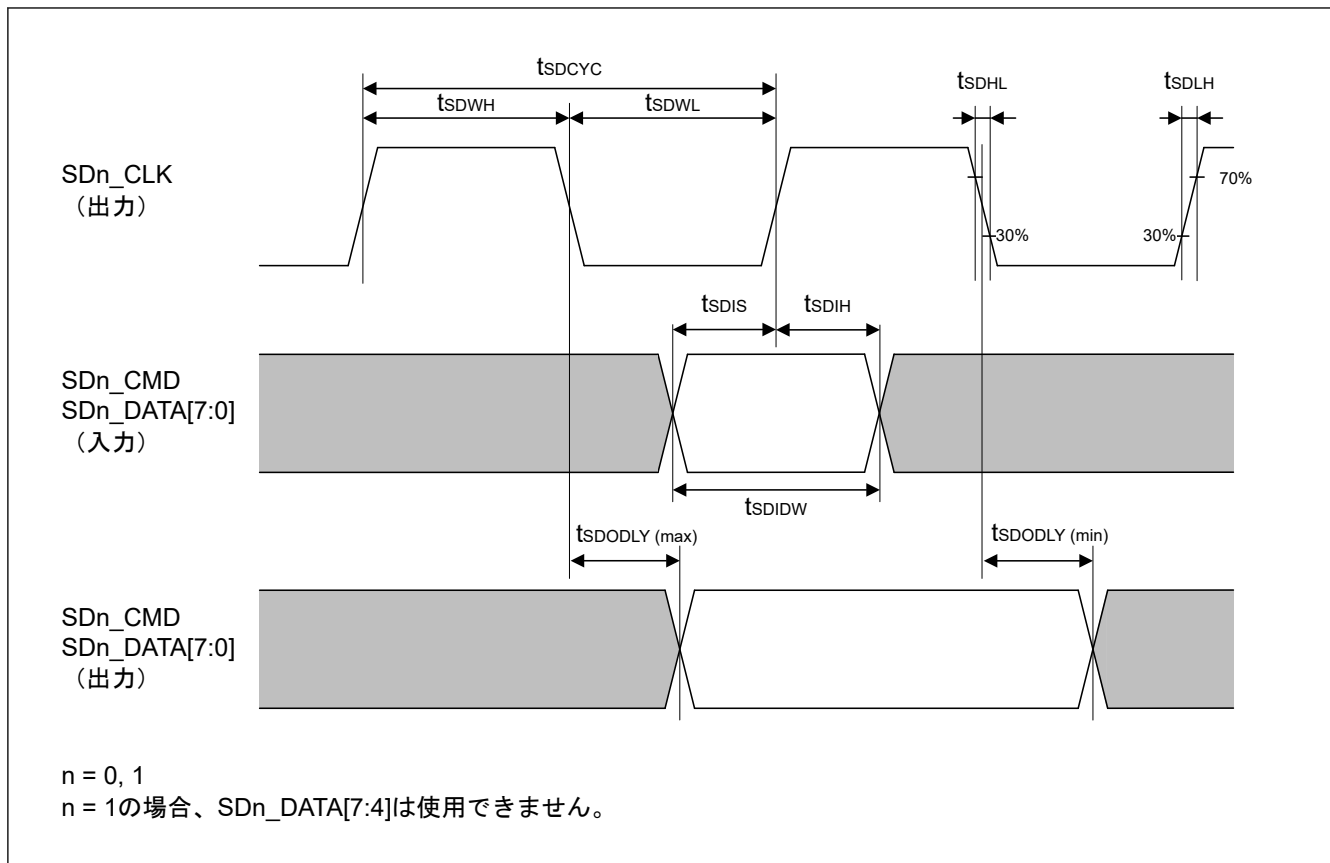 tSDCYC
tSDWH
tSDWL
tSDHL
tSDLH
SDn_CLK
（出力）
70%
30%
30%
tSDIS
tSDIH
SDn_CMD
SDn_DATA[7:0]
（入力）
tSDIDW
tSDODLY (max)
tSDODLY (min)
SDn_CMD
SDn_DATA[7:0]
（出力）
n = 0, 1
n = 1の場合、SDn_DATA[7:4]は使用できません。